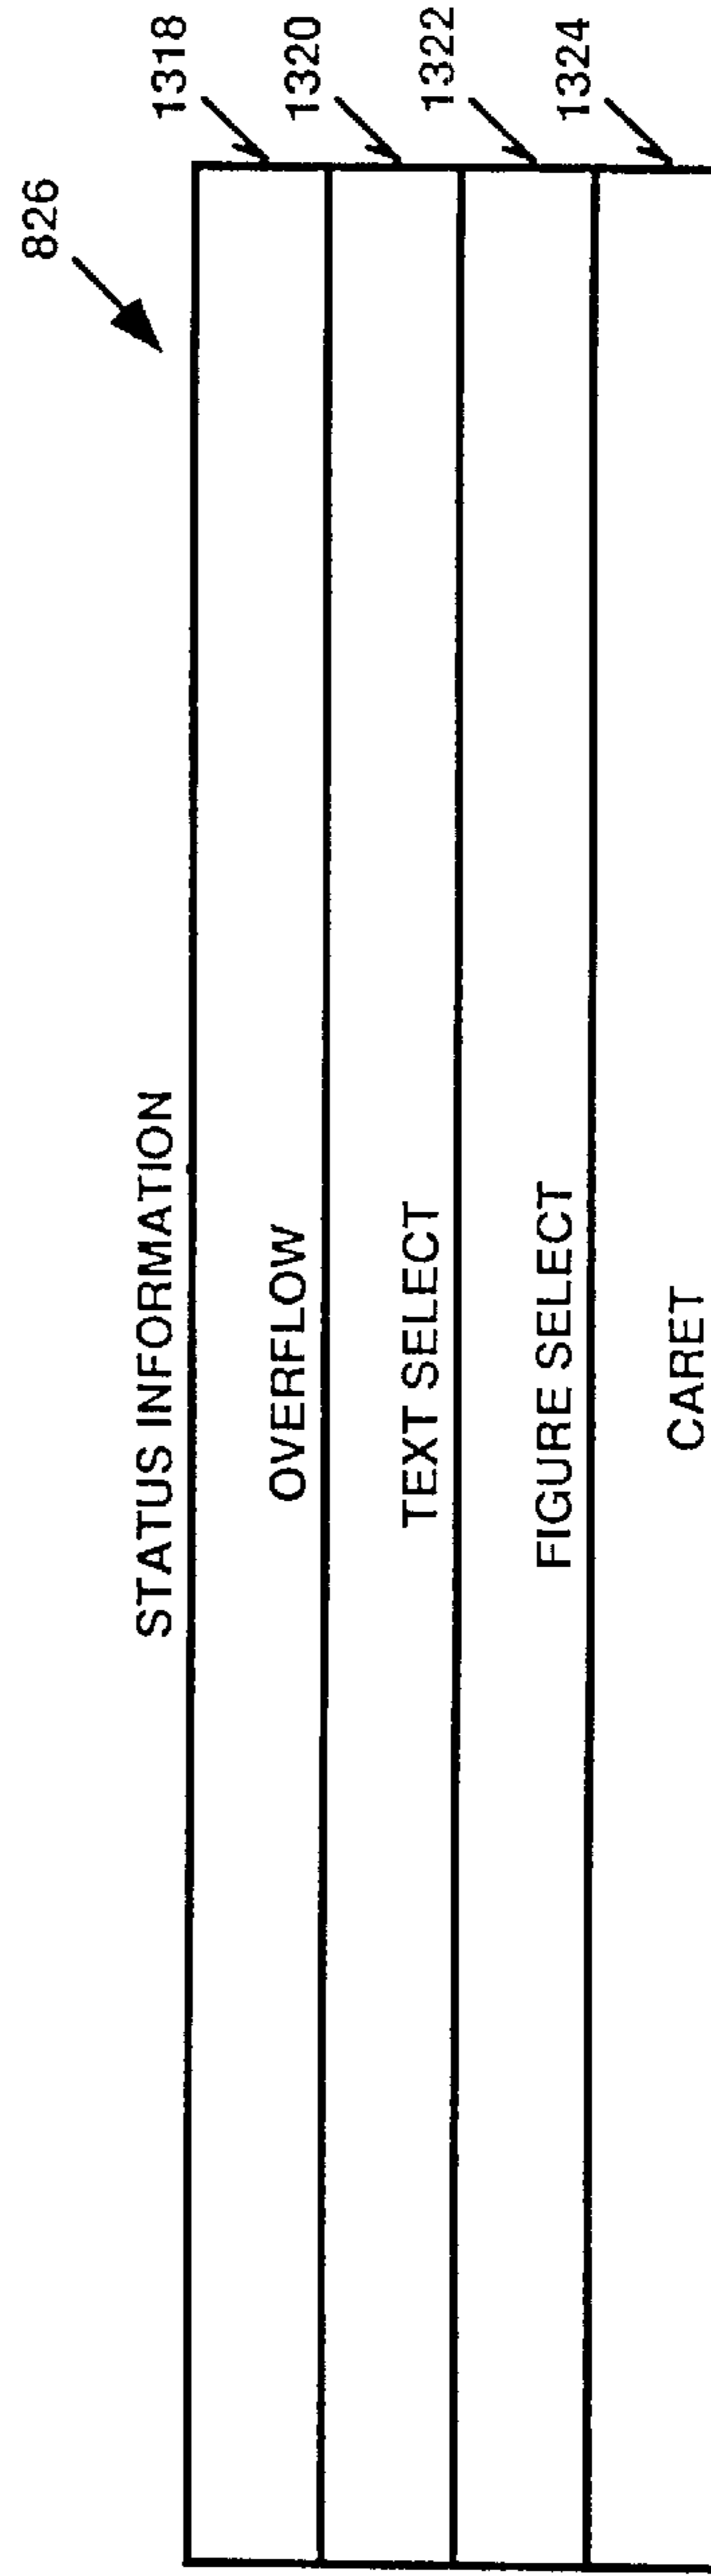 826
STATUS INFORMATION
1318
OVERFLOW
1320
TEXT SELECT
1322
FIGURE SELECT
1324
CARET